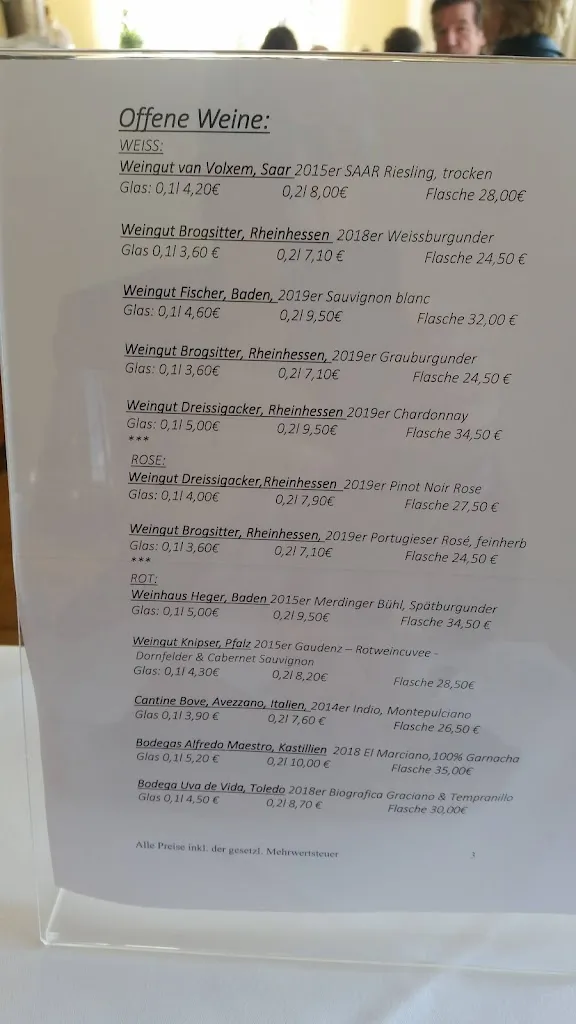 Offene Weine:
WEISS:
Weingut van Volxem, Saar 2015er SAAR Riesling, trocken
Glas: 0,1l 4,20€ 0,2l 8,00€ Flasche 28,00€
Weingut Brogsitter, Rheinhessen 2018er Weissburgunder
Glas 0,1l 3,60 € 0,2l 7,10 € Flasche 24,50 €
Weingut Fischer, Baden, 2019er Sauvignon blanc
Glas: 0,1l 4,60€ 0,2l 9,50€ Flasche 32,00 €
Weingut Brogsitter, Rheinhessen, 2019er Grauburgunder
Glas: 0,1l 3,60€ 0,2l 7,10€ Flasche 24,50 €
Weingut Dreissigacker, Rheinhessen 2019er Chardonnay
Glas: 0,1l 5,00€ 0,2l 9,50€ Flasche 34,50 €
***
ROSE:
Weingut Dreissigacker,Rheinhessen 2019er Pinot Noir Rose
Glas: 0,1l 4,00€ 0,2l 7,90€ Flasche 27,50 €
Weingut Brogsitter, Rheinhessen, 2019er Portugieser Rosé, feinherb
Glas: 0,1l 3,60€ 0,2l 7,10€ Flasche 24,50 €
***
ROT:
Weinhaus Heger, Baden 2015er Merdinger Bühl, Spätburgunder
Glas: 0,1l 5,00€ 0,2l 9,50€ Flasche 34,50 €
Weingut Knipser, Pfalz 2015er Gaudenz – Rotweincuvee -
Dornfelder & Cabernet Sauvignon
Glas: 0,1l 4,30€ 0,2l 8,20€ Flasche 28,50€
Cantine Bove, Avezzano, Italien, 2014er Indio, Montepulciano
Glas 0,1l 3,90 € 0,2l 7,60 € Flasche 26,50 €
Bodegas Alfredo Maestro, Kastillien 2018 El Marciano,100% Garnacha
Glas 0,1l 5,20 € 0,2l 10,00 € Flasche 35,00€
Bodega Uva de Vida, Toledo 2018er Biografica Graciano & Tempranillo
Glas 0,1l 4,50 € 0,2l 8,70 € Flasche 30,00€
Alle Preise inkl. der gesetzl. Mehrwertsteuer 3